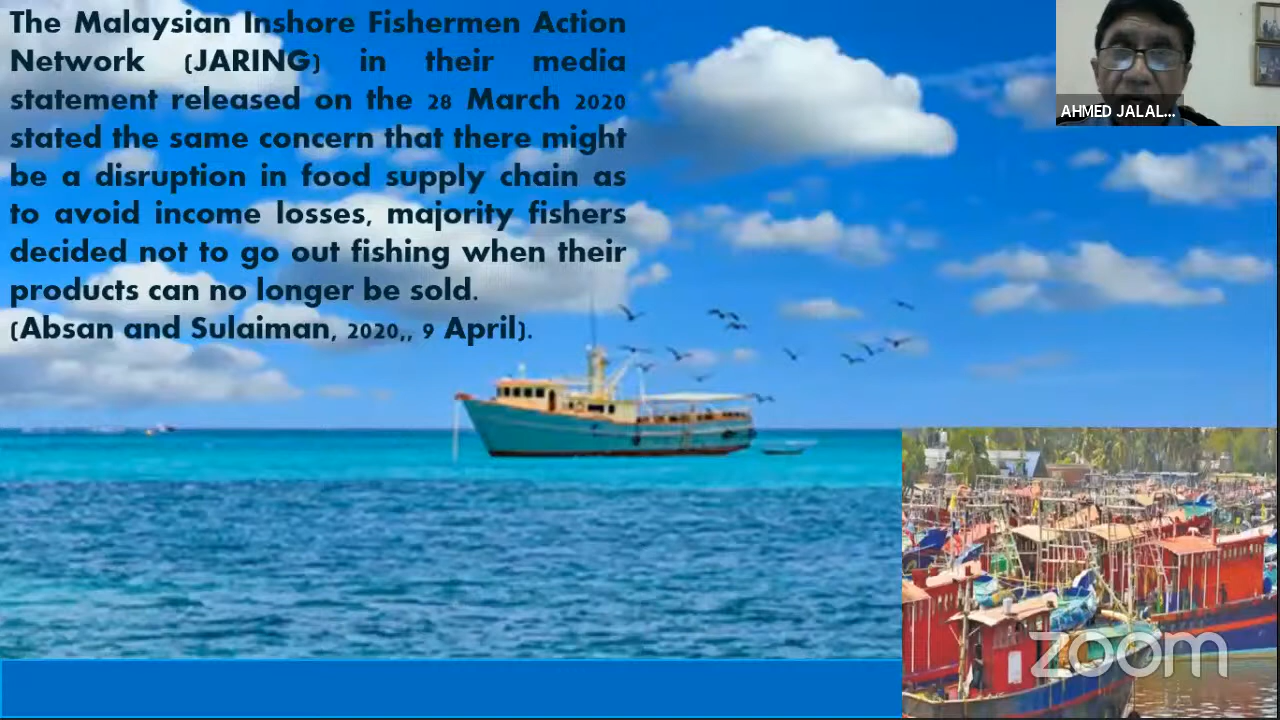 The Malaysian Inshore Fishermen Action
Network (JARING) in their media
statement released on the 28 March 2020
stated the same concern that there might
be a disruption in food supply chain as
to avoid income losses, majority fishers
decided not to go out fishing when their
products can no longer be sold.
(Absan and Sulaiman, 2020,, 9 April).
AHMED JALAL...
zoom